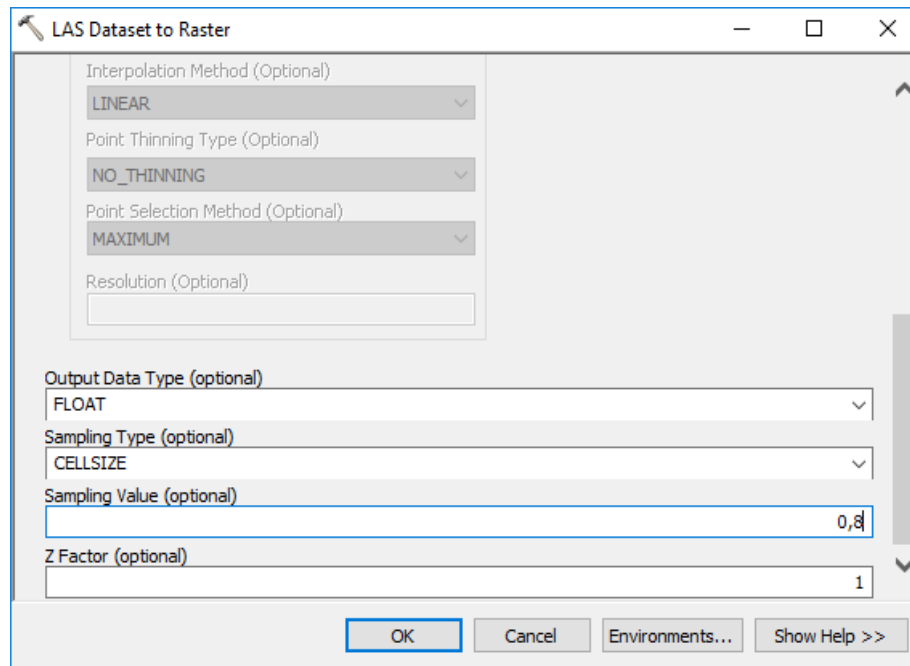 LAS Dataset to Raster
Interpolation Method (Optional)
LINEAR
Point Thinning Type (Optional)
NO_THINNING
Point Selection Method (Optional)
MAXIMUM
Resolution (Optional)
Output Data Type (optional)
FLOAT
Sampling Type (optional)
CELLSIZE
Sampling Value (optional)
0,8
Z Factor (optional)
1
OK Cancel Environments... Show Help >>